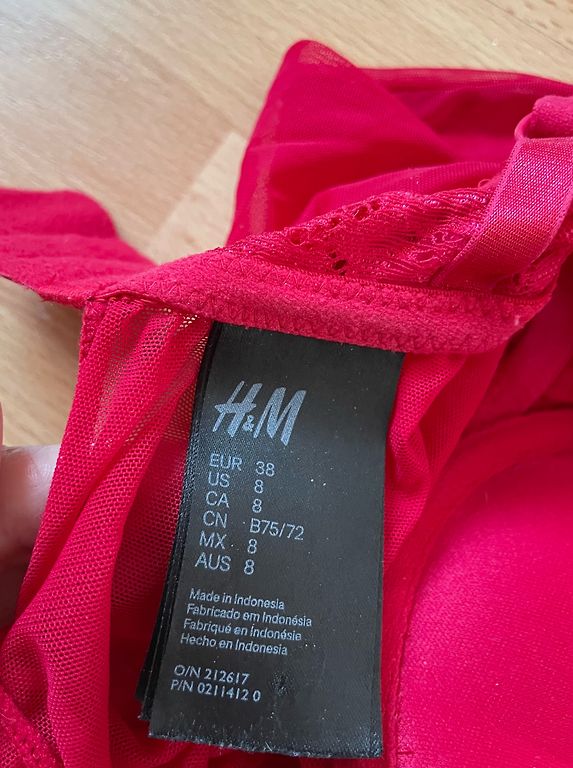 H&M
EUR 38
US 8
CA 8
CN B75/72
MX 8
AUS 8
Made in Indonesia
Fabricado em Indonésia
Fabriqué en Indonésie
Hecho en Indonesia
O/N 212617
P/N 0211412 0